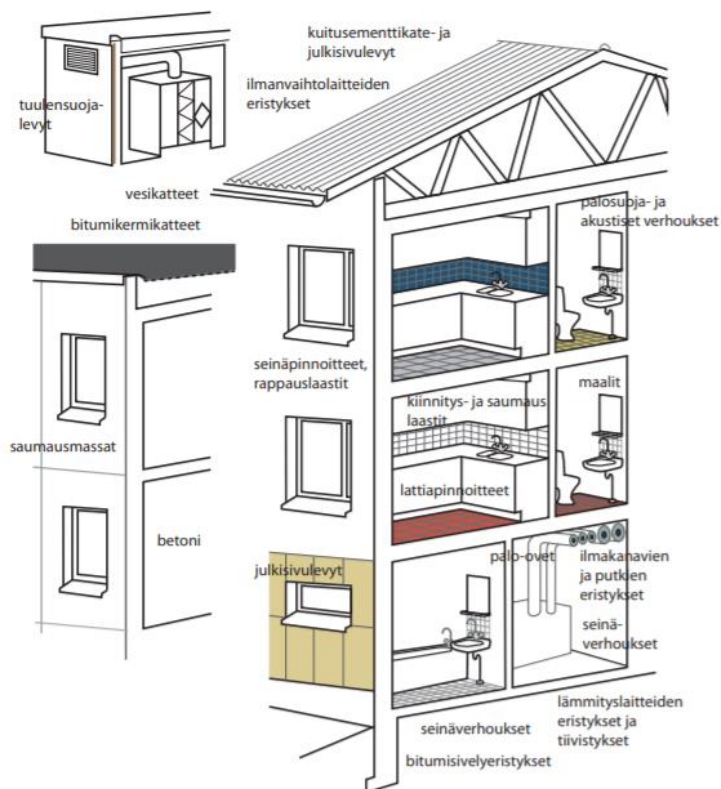 kuitusementtikate- ja
julkisivulevyt
ilmanvaihtolaitteiden
eristykset
tuulensuoja-
levyt
vesikatteet
bitumikermikatteet
palosuoja- ja
akustiset verhoukset
seinäpinnoitteet,
rappauslaastit
kiinnitys- ja saumaus
laastit
maalit
saumausmassat
lattiapinnoitteet
betoni
julkisivulevyt
palo-ovet
ilmakanavien
ja putkien
eristykset
seinä-
verhoukset
lämmityslaitteiden
eristykset ja
tiivistykset
seinäverhoukset
bitumisivelyeristykset